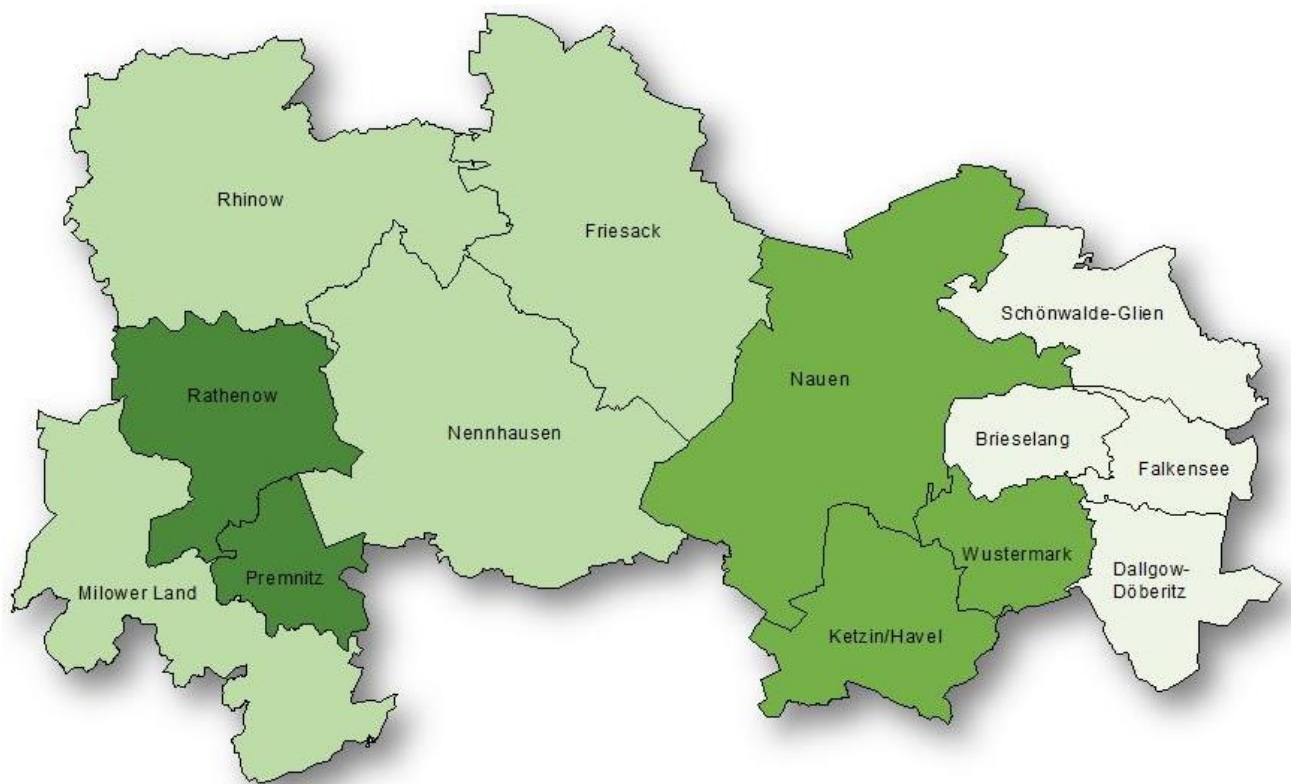 Rhinow
Friesack
Schönwalde-Glien
Nauen
Rathenow
Nennhausen
Brieselang
Falkensee
Wustermark
Dallgow-
Döberitz
Premnitz
Milower Land
Ketzin/Havel